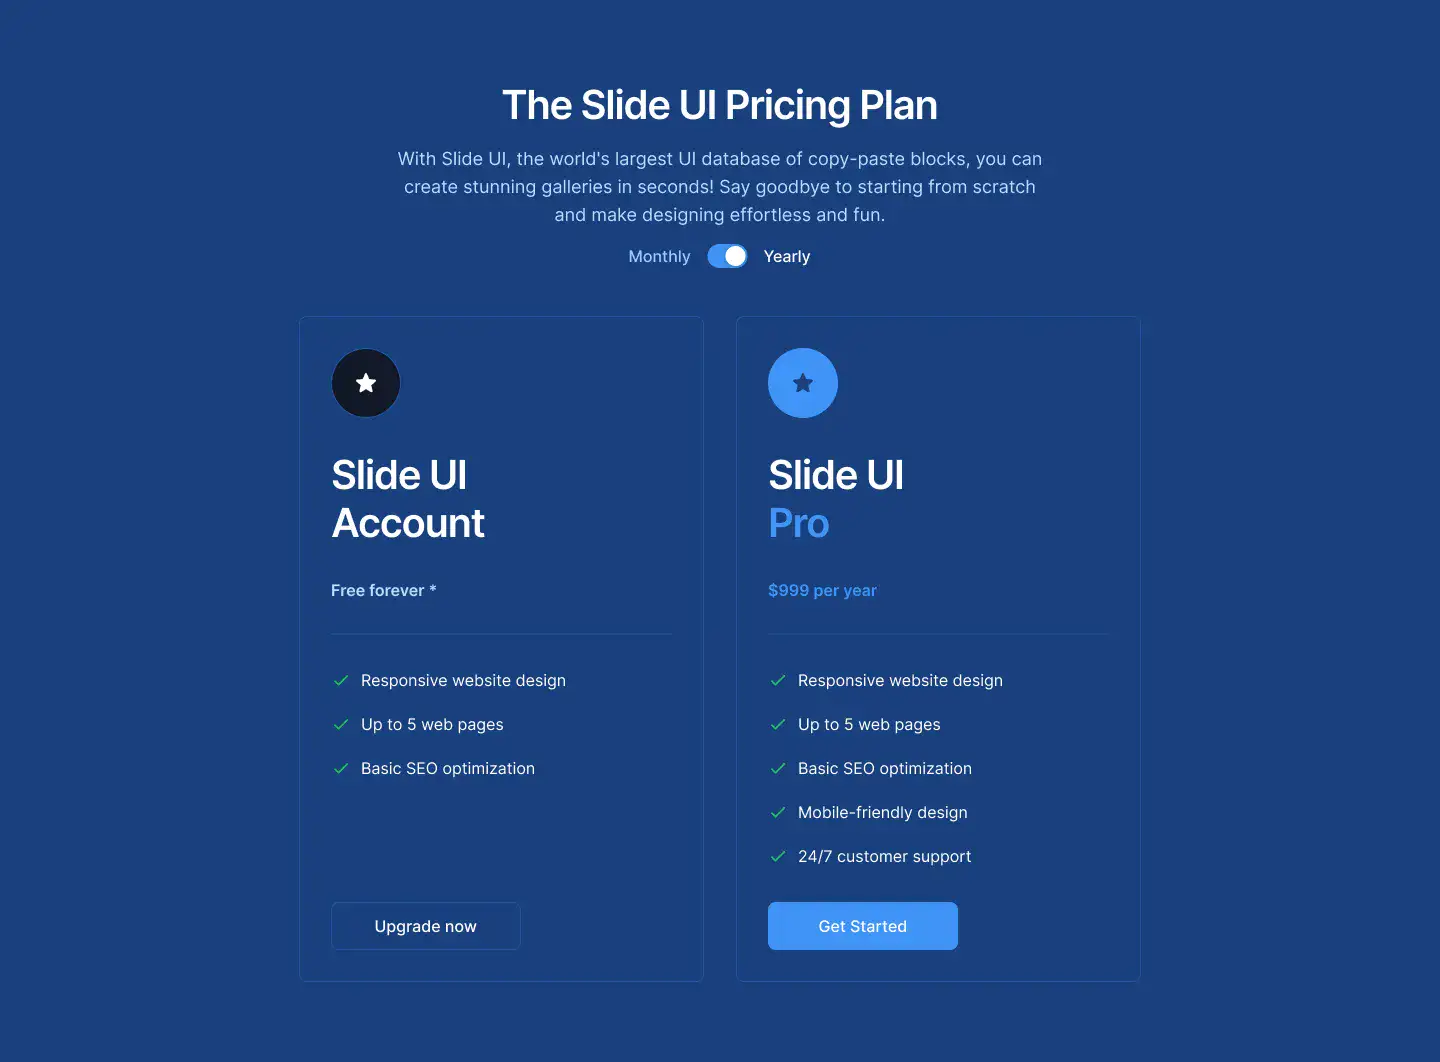 The Slide UI Pricing Plan
With Slide UI, the world's largest UI database of copy-paste blocks, you can
create stunning galleries in seconds! Say goodbye to starting from scratch
and make designing effortless and fun.
Monthly
Yearly
Slide UI
Account
Free forever *
Responsive website design
Up to 5 web pages
Basic SEO optimization
Upgrade now
Slide UI
Pro
$999 per year
Responsive website design
Up to 5 web pages
Basic SEO optimization
Mobile-friendly design
24/7 customer support
Get Started